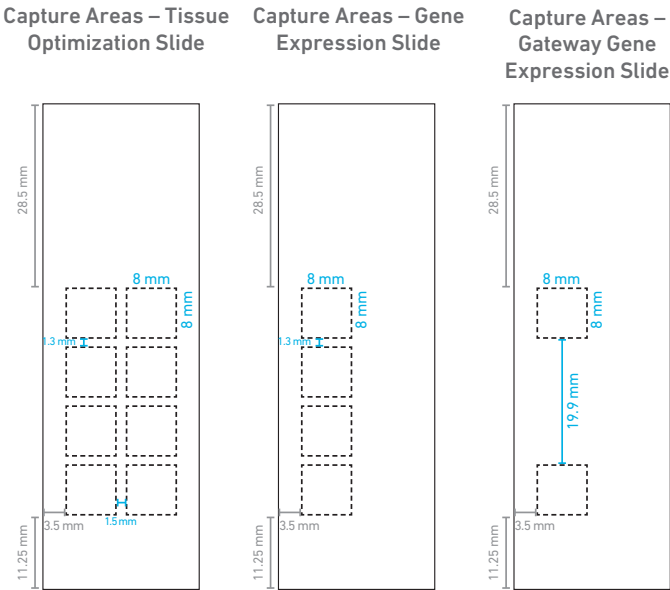 Capture Areas – Tissue
Optimization Slide
28.5 mm
8 mm
8 mm
1.3 mm
3.5 mm
1.5 mm
11.25 mm
Capture Areas – Gene
Expression Slide
28.5 mm
8 mm
8 mm
1.3 mm
3.5 mm
11.25 mm
Capture Areas –
Gateway Gene
Expression Slide
28.5 mm
8 mm
8 mm
19.9 mm
3.5 mm
11.25 mm